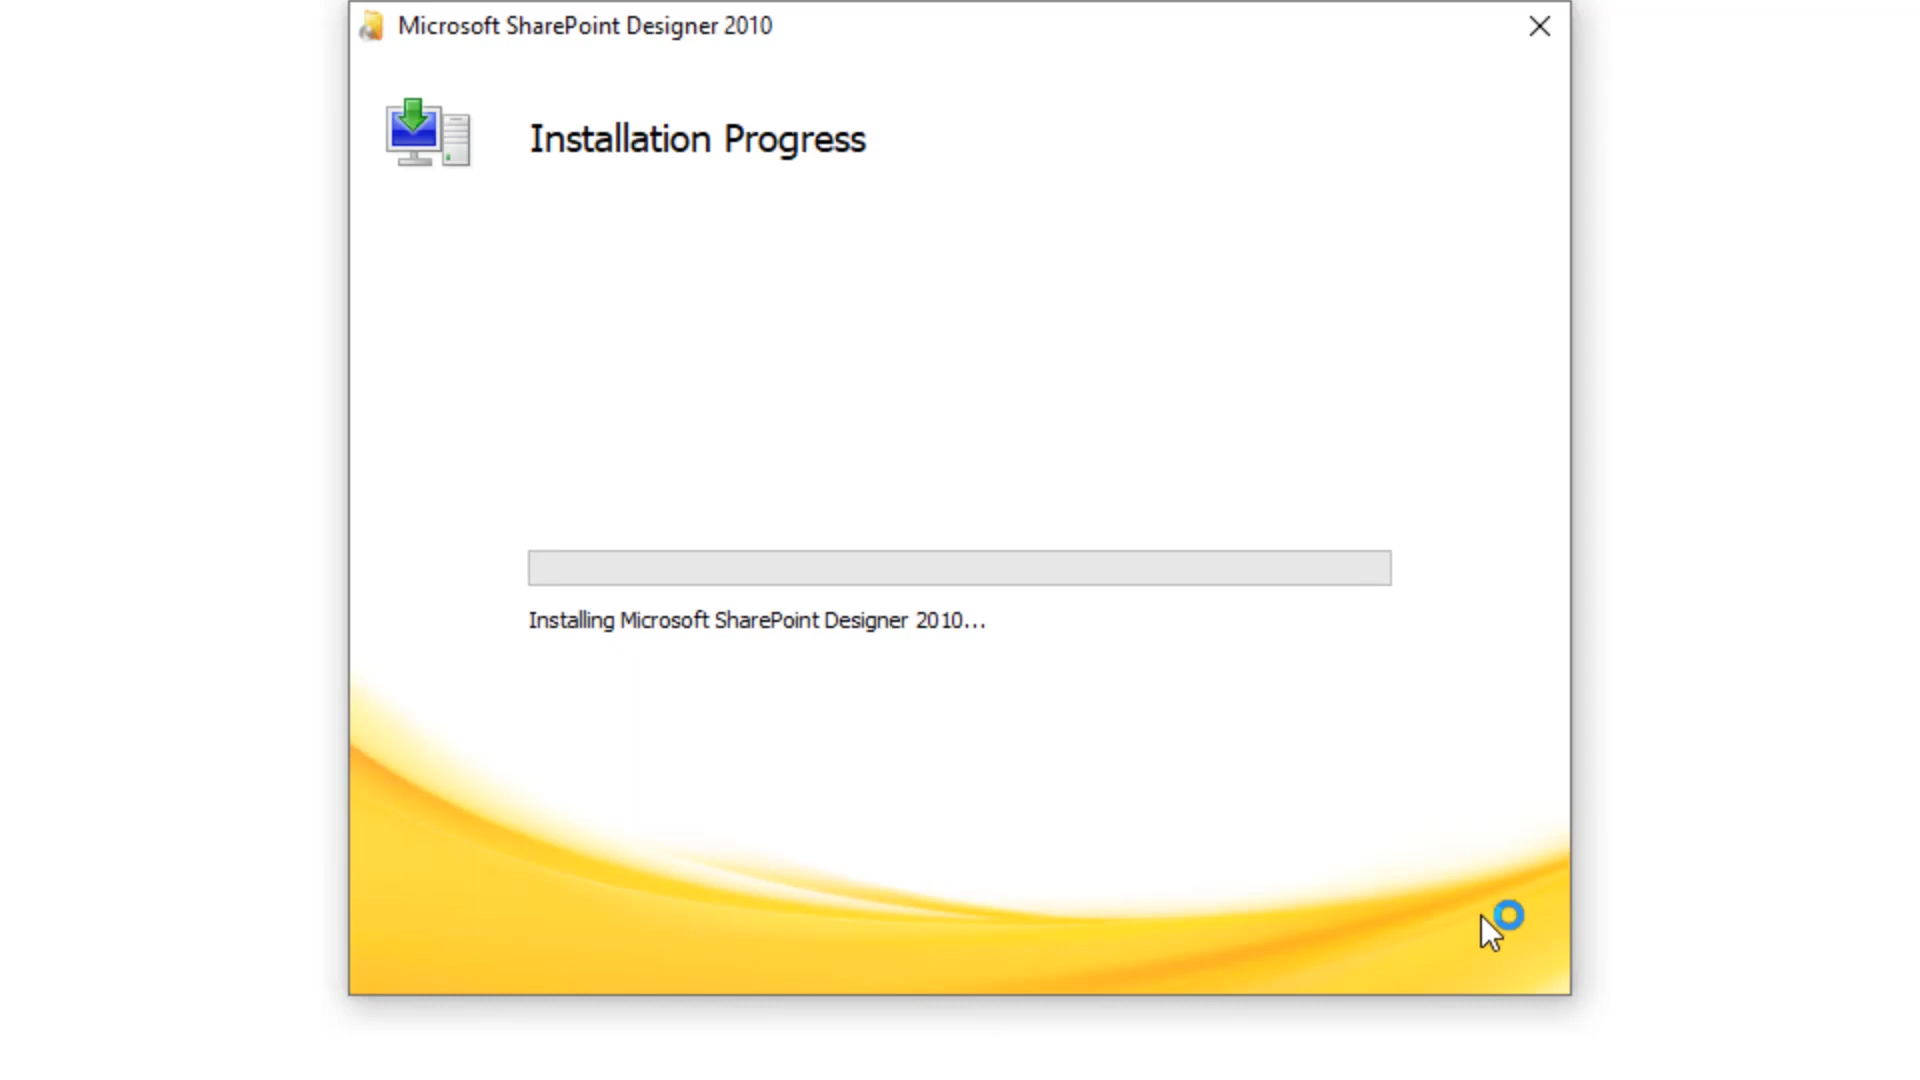 Microsoft SharePoint Designer 2010
Installation Progress
Installing Microsoft SharePoint Designer 2010...